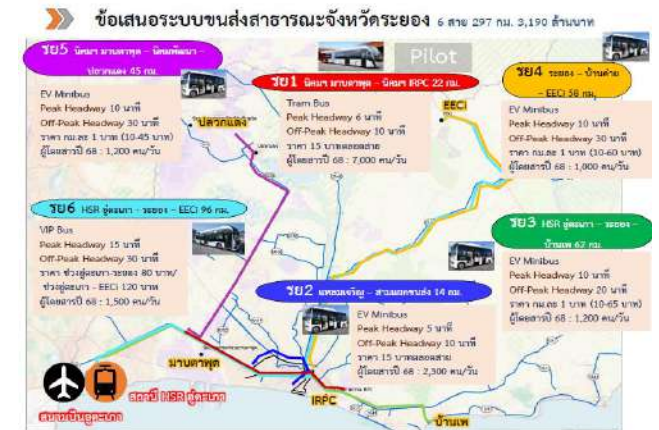 ข้อเสนอระบบขนส่งสาธารณะจังหวัดระยอง 6 สาย 297 กม. 3,190 ล้านบาท
Pilot
รย5 นิคมฯ มาบตาพุด – นิคมพัฒนา –
ปลวกแดง 45 กม.
EV Minibus
Peak Headway 10 นาที
Off-Peak Headway 30 นาที
ราคา กม.ละ 1 บาท (10-45 บาท)
ผู้โดยสารปี 68 : 1,200 คน/วัน
รย1 นิคมฯ มาบตาพุด – นิคมฯ IRPC 22 กม.
Tram Bus
Peak Headway 6 นาที
Off-Peak Headway 10 นาที
ราคา 15 บาทตลอดสาย
ผู้โดยสารปี 68 : 7,000 คน/วัน
รย4 ระยอง – บ้านค่าย
– EECi 58 กม.
EV Minibus
Peak Headway 10 นาที
Off-Peak Headway 30 นาที
ราคา กม.ละ 1 บาท (10-60 บาท)
ผู้โดยสารปี 68 : 1,000 คน/วัน
ปลวกแดง
EECi
รย6 HSR อู่ตะเภา - ระยอง – EECi 96 กม.
VIP Bus
Peak Headway 15 นาที
Off-Peak Headway 30 นาที
ราคา ช่วงอู่ตะเภา-ระยอง 80 บาท/
ช่วงอู่ตะเภา - EECi 120 บาท
ผู้โดยสารปี 68 : 1,500 คน/วัน
รย3 HSR อู่ตะเภา – ระยอง –
บ้านเพ 62 กม.
EV Minibus
Peak Headway 10 นาที
Off-Peak Headway 20 นาที
ราคา กม.ละ 1 บาท (10-65 บาท)
ผู้โดยสารปี 68 : 1,200 คน/วัน
รย2 แหลมเจริญ – สามแยกขนส่ง 14 กม.
EV Minibus
Peak Headway 5 นาที
Off-Peak Headway 10 นาที
ราคา 15 บาทตลอดสาย
ผู้โดยสารปี 68 : 2,300 คน/วัน
มาบตาพุด
IRPC
บ้านเพ
สถานี HSR อู่ตะเภา
สนามบินอู่ตะเภา